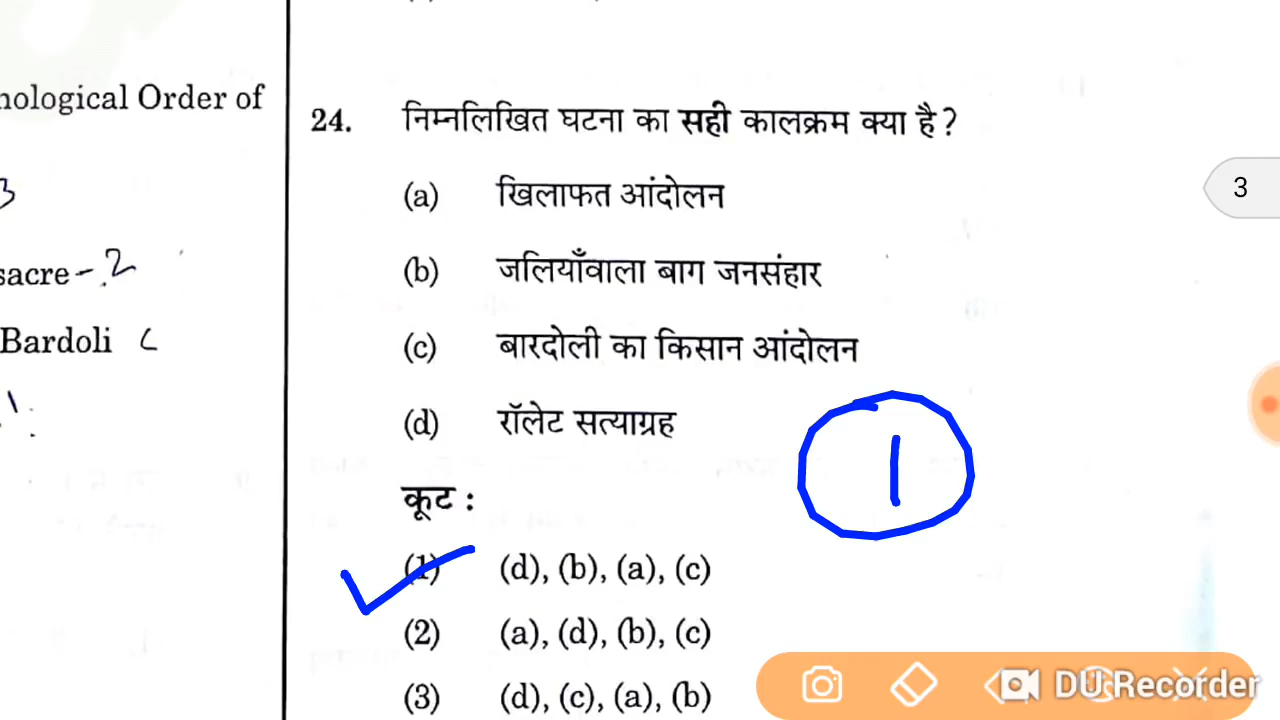 nological Order of
3
sacre - 2
Bardoli
1
24. निम्नलिखित घटना का सही कालक्रम क्या है?
(a) खिलाफत आंदोलन
(b) जलियाँवाला बाग जनसंहार
(c) बारदोली का किसान आंदोलन
(d) रॉलेट सत्याग्रह
1
कूट :
(1) (d), (b), (a), (c)
(2) (a), (d), (b), (c)
(3) (d), (c), (a), (b)
3
DU Recorder